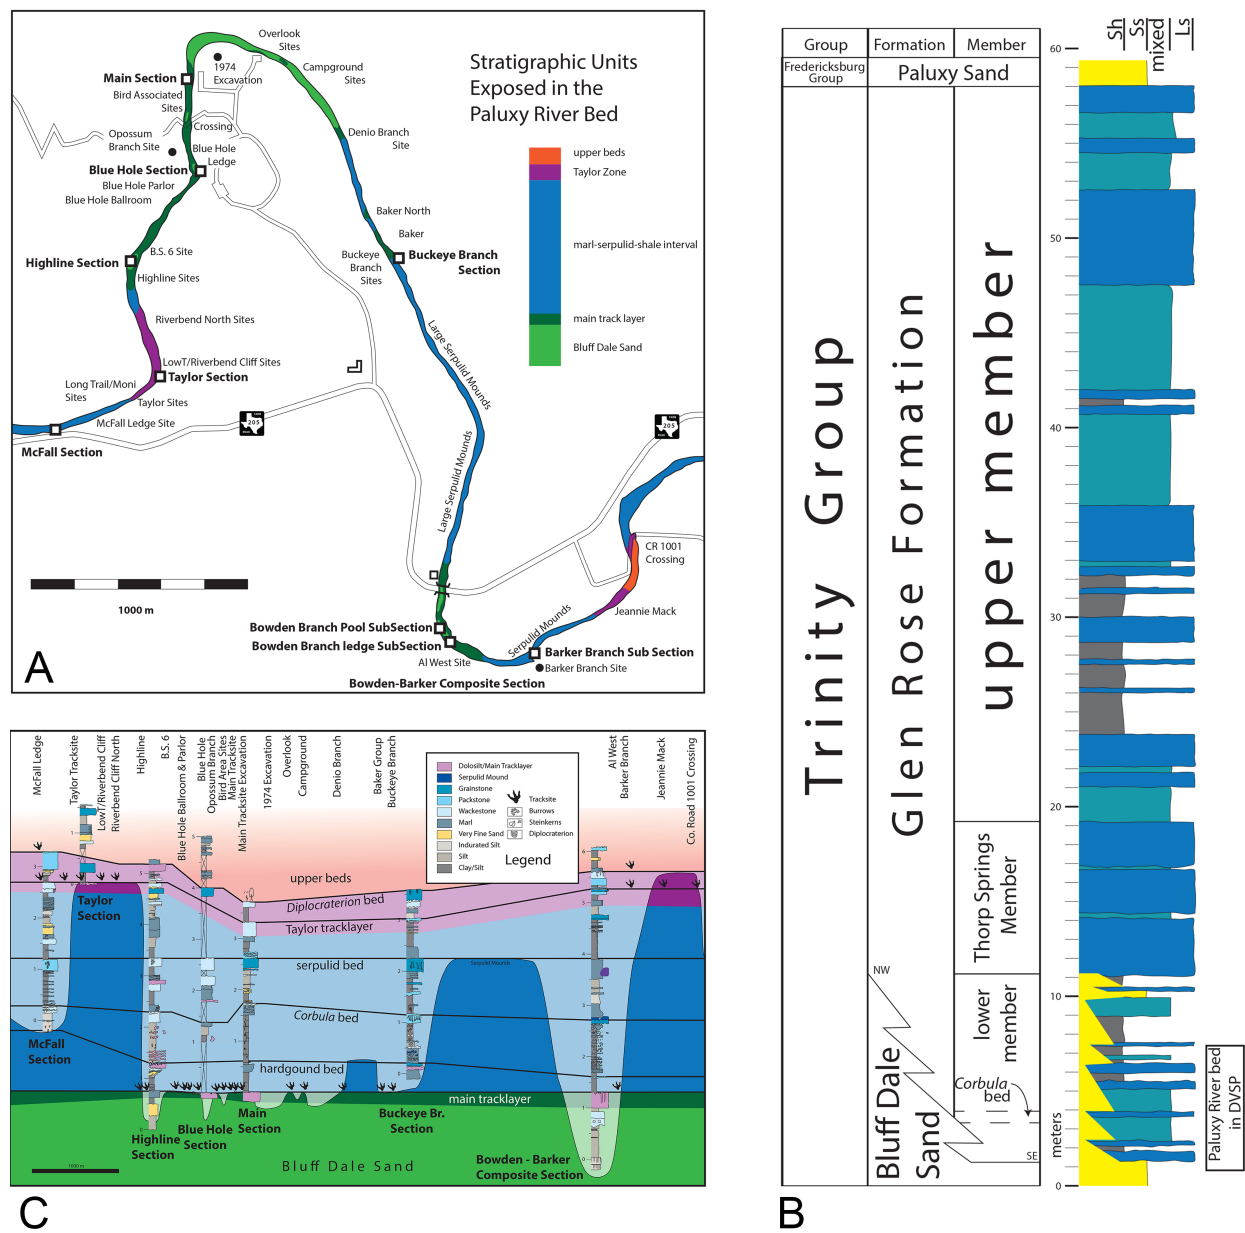 Overlook
Sites
1974
Excavation
Campground
Sites
Main Section
Bird Associated
Sites
Crossing
Opossum
Branch Site
Blue Hole
Ledge
Denio Branch
Site
Blue Hole Section
Blue Hole Parlor
Blue Hole Ballroom
Baker North
Baker
B.S. 6 Site
Highline Section
Highline Sites
Buckeye
Branch
Sites
Buckeye Branch
Section
Riverbend North Sites
Large Serpulid Mounds
LowT/Riverbend Cliff Sites
Taylor Section
Long Trail/Moni
Sites
Taylor Sites
McFall Ledge Site
McFall Section
205
205
Large Serpulid Mounds
CR 1001
Crossing
Jeannie Mack
1000 m
Bowden Branch Pool SubSection
Bowden Branch ledge SubSection
Serpulid Mounds
Al West Site
Barker Branch Sub Section
Barker Branch Site
Bowden-Barker Composite Section
A
Stratigraphic Units
Exposed in the
Paluxy River Bed
upper beds
Taylor Zone
marl-serpulid-shale interval
main track layer
Bluff Dale Sand
Group
Formation
Member
Fredericksburg
Group
Paluxy Sand
Trinity Group
Glen Rose Formation
upper member
Thorp Springs
Member
lower
member
NW
Bluff Dale
Sand
Corbula
bed
SE
Sh
Ss
mixed
Ls
60
50
40
30
20
10
0
meters
Paluxy River bed
in DVSP
B
McFall Ledge
Taylor Tracksite
LowT/Riverbend Cliff
Riverbend Cliff North
Highline
B.S. 6
Blue Hole Ballroom & Parlor
Blue Hole
Opossum Branch
Bird Area Sites
Main Tracksite
Main Tracksite Excavation
1974 Excavation
Overlook
Campground
Denio Branch
Baker Group
Buckeye Branch
Al West
Barker Branch
Jeannie Mack
Co. Road 1001 Crossing
Dolosilt/Main Tracklayer
Serpulid Mound
Grainstone
Packstone
Wackestone
Marl
Very Fine Sand
Indurated Silt
Silt
Clay/Silt
Tracksite
Burrows
Steinkerns
Diplocraterion
Legend
upper beds
Diplocraterion bed
Taylor tracklayer
serpulid bed
Serpulid Mounds
Corbula bed
hardgound bed
main tracklayer
Taylor
Section
McFall
Section
Highline
Section
Blue Hole
Section
Main
Section
Buckeye Br.
Section
Bowden - Barker
Composite Section
Bluff Dale Sand
1000 m
C